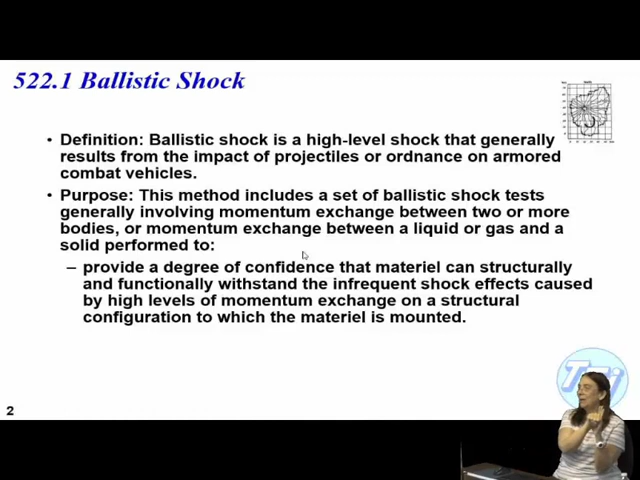 522.1 Ballistic Shock
• Definition: Ballistic shock is a high-level shock that generally
results from the impact of projectiles or ordnance on armored
combat vehicles.
• Purpose: This method includes a set of ballistic shock tests
generally involving momentum exchange between two or more
bodies, or momentum exchange between a liquid or gas and a
solid performed to:
– provide a degree of confidence that materiel can structurally
and functionally withstand the infrequent shock effects caused
by high levels of momentum exchange on a structural
configuration to which the materiel is mounted.
2